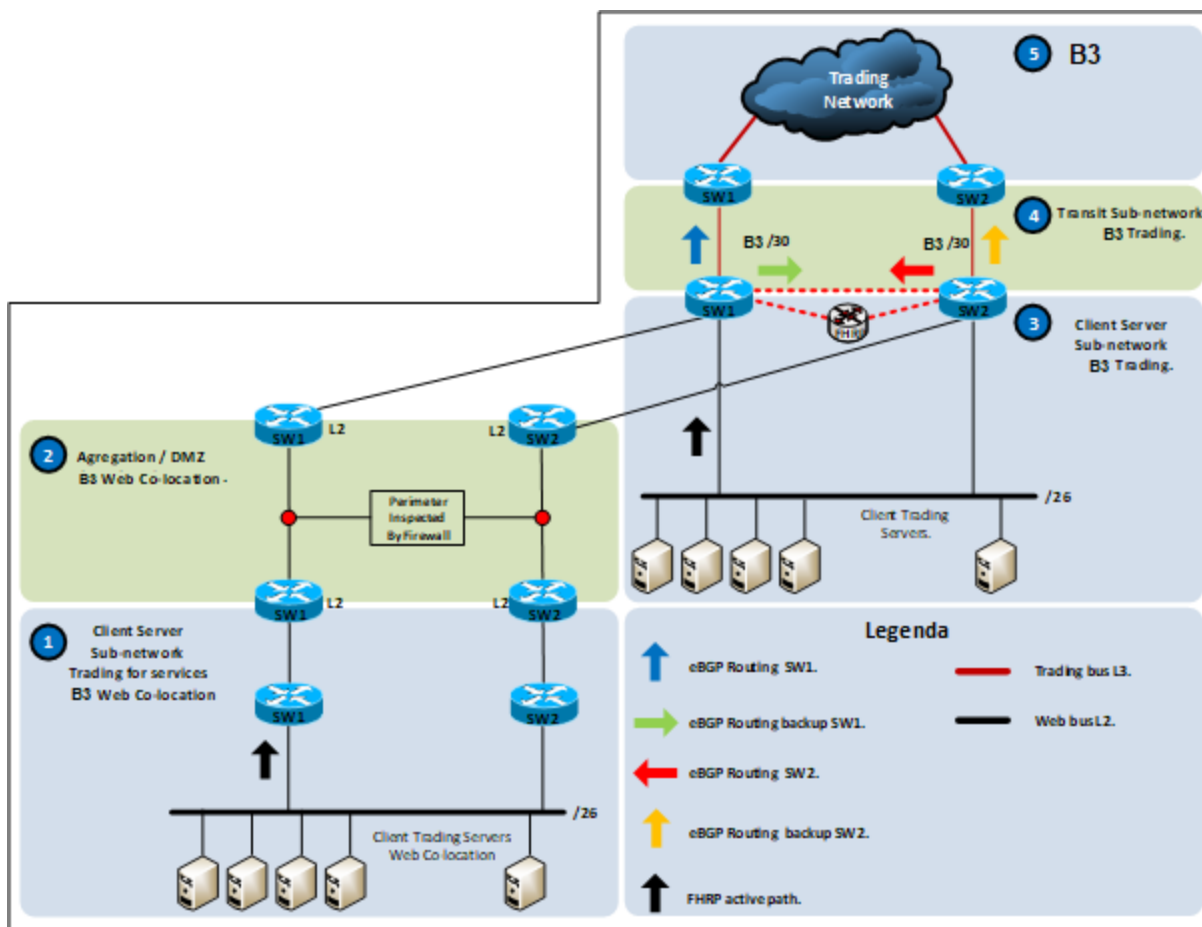 5
B3
Trading
Network
SW1
SW2
4
Transit Sub-network
B3 Trading.
B3 /30
B3 /30
SW1
SW2
FHRP
3
Client Server
Sub-network
B3 Trading.
SW1
L2
L2
SW2
2
Agregation / DMZ
B3 Web Co-location -
Perimeter
Inspected
By Firewall
/26
Client Trading
Servers.
SW1
L2
L2
SW2
1
Client Server
Sub-network
Trading for services
B3 Web Co-location
SW1
SW2
/26
Client Trading Servers
Web Co-location
Legenda
eBGP Routing SW1.
Trading bus L3.
eBGP Routing backup SW1.
Web bus L2.
eBGP Routing SW2.
eBGP Routing backup SW2.
FHRP active path.